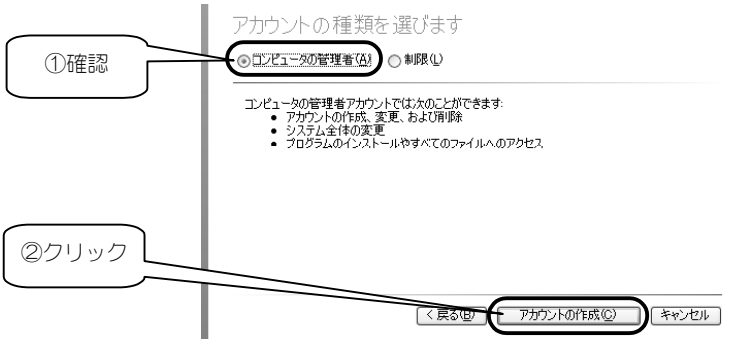 アカウントの種類を選びます
①確認
コンピュータの管理者(A) 制限(L)
コンピュータの管理者アカウントでは次のことができます:
● アカウントの作成、変更、および削除
● システム全体の変更
● プログラムのインストールやすべてのファイルへのアクセス
②クリック
< 戻る(B) アカウントの作成(C) キャンセル